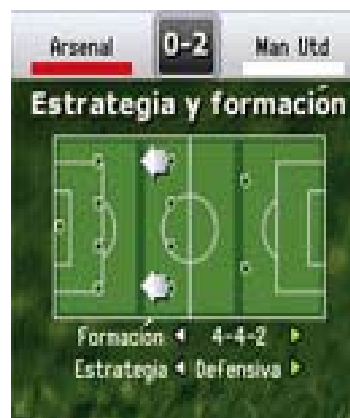 Arsenal 0-2 Man Utd
Estrategia y formación
Formación 4-4-2
Estrategia Defensiva